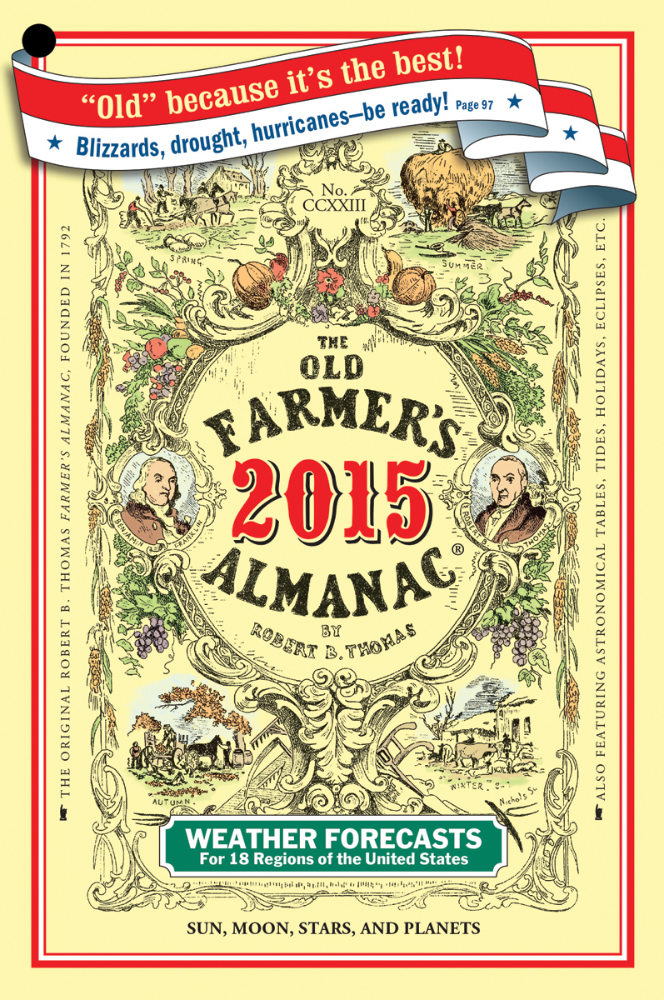 “Old” because it’s the best!
Blizzards, drought, hurricanes—be ready! Page 97
No.
CCXXIII
SPRING
SUMMER
THE
OLD
FARMER'S
2015
ALMANAC®
BY
ROBERT B. THOMAS
BENJAMIN FRANKLIN
ROBERT B. THOMAS
THE ORIGINAL ROBERT B. THOMAS FARMER'S ALMANAC, FOUNDED IN 1792
ALSO FEATURING ASTRONOMICAL TABLES, TIDES, HOLIDAYS, ECLIPSES, ETC.
AUTUMN.
WINTER
Nichols Sc.
WEATHER FORECASTS
For 18 Regions of the United States
SUN, MOON, STARS, AND PLANETS